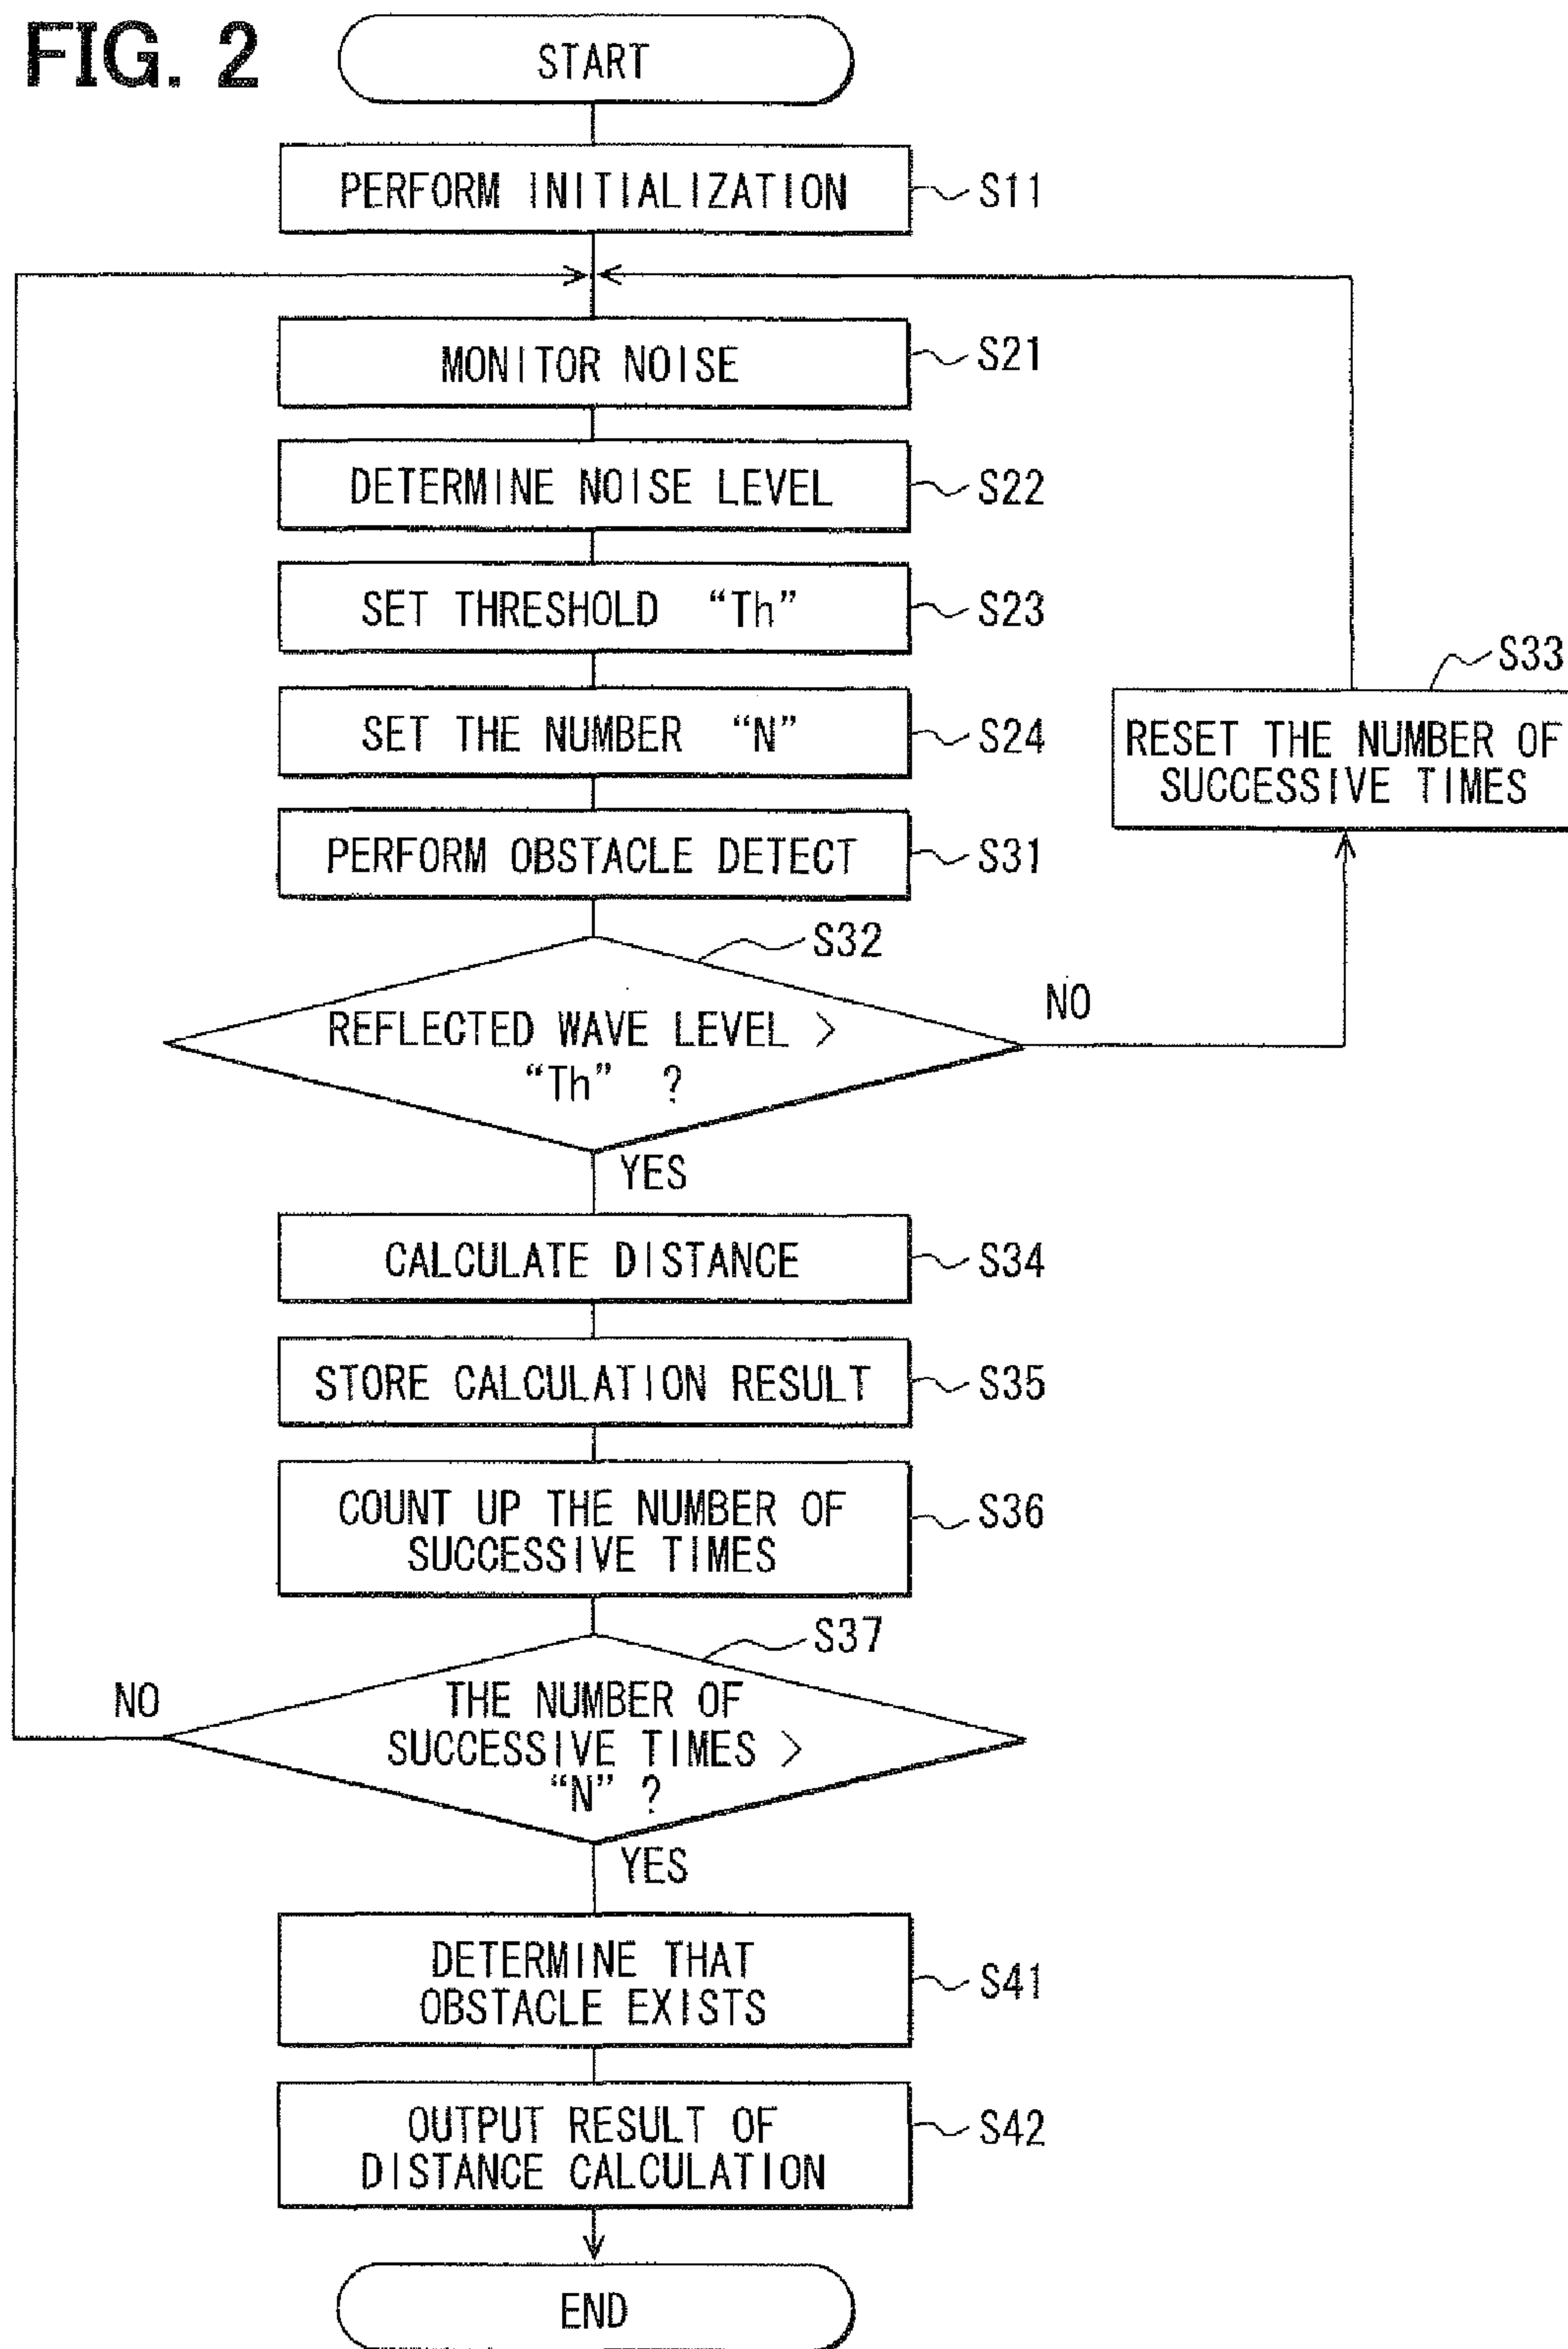 FIG. 2
START
PERFORM INITIALIZATION
S11
MONITOR NOISE
S21
DETERMINE NOISE LEVEL
S22
SET THRESHOLD “Th”
S23
SET THE NUMBER “N”
S24
S33
RESET THE NUMBER OF
SUCCESSIVE TIMES
PERFORM OBSTACLE DETECT
S31
S32
REFLECTED WAVE LEVEL >
“Th” ?
NO
YES
CALCULATE DISTANCE
S34
STORE CALCULATION RESULT
S35
COUNT UP THE NUMBER OF
SUCCESSIVE TIMES
S36
S37
THE NUMBER OF
SUCCESSIVE TIMES >
“N” ?
NO
YES
DETERMINE THAT
OBSTACLE EXISTS
S41
OUTPUT RESULT OF
DISTANCE CALCULATION
S42
END